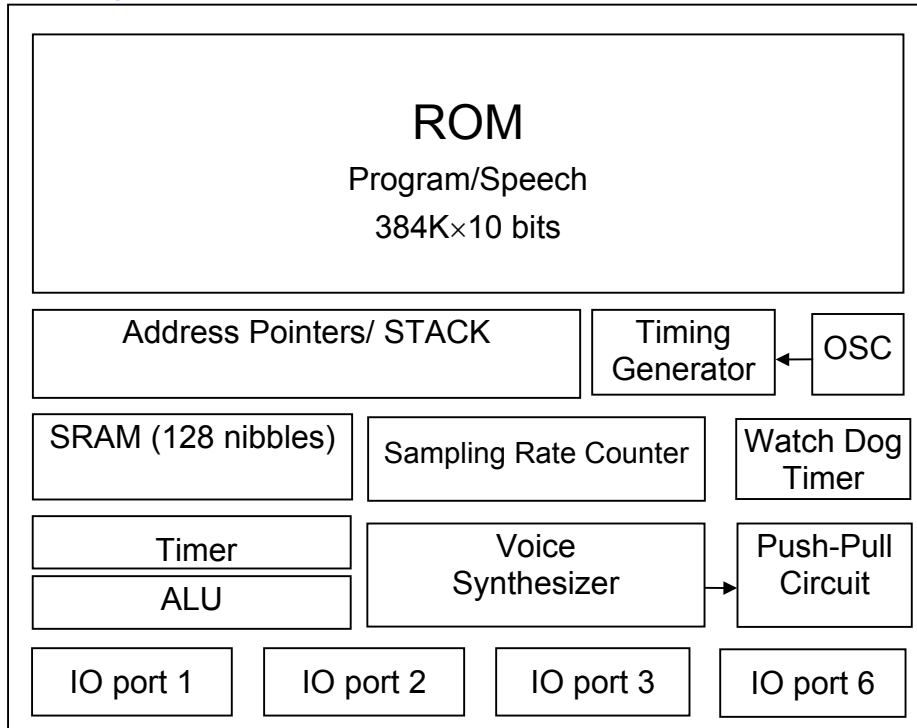 ROM
Program/Speech
384K×10 bits
Address Pointers/ STACK
Timing
Generator
OSC
SRAM (128 nibbles)
Sampling Rate Counter
Watch Dog
Timer
Timer
ALU
Voice
Synthesizer
Push-Pull
Circuit
IO port 1
IO port 2
IO port 3
IO port 6